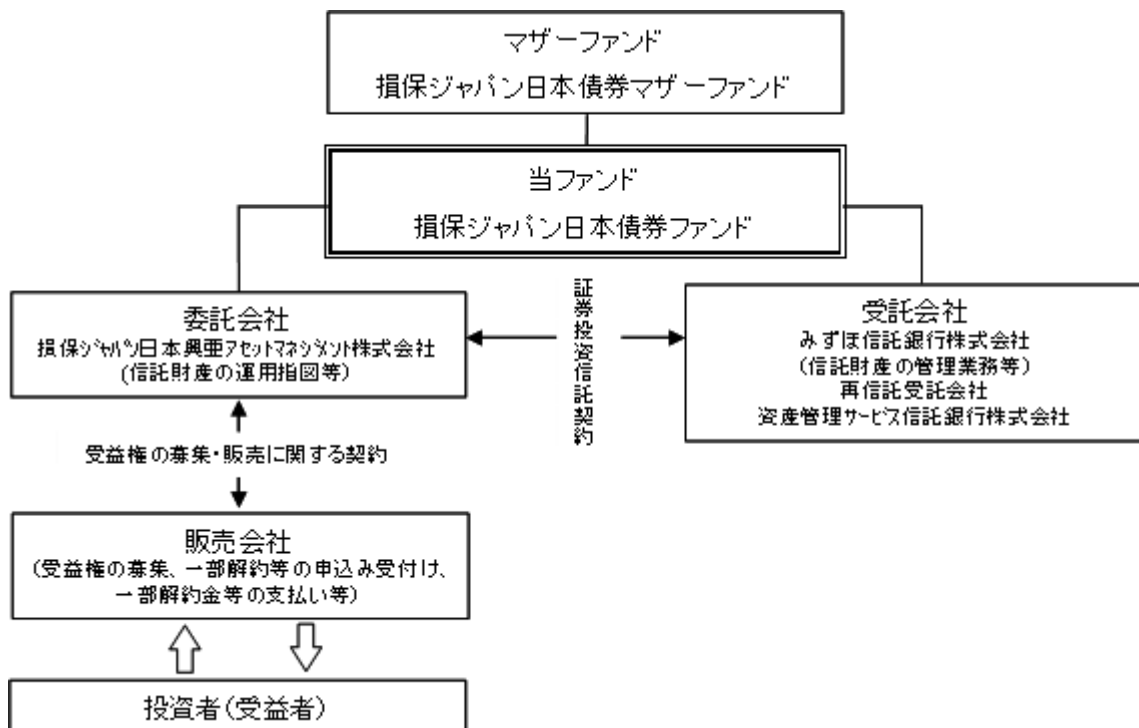 マザーファンド
損保ジャパン日本債券マザーファンド
当ファンド
損保ジャパン日本債券ファンド
委託会社
損保ｼﾞｬﾊﾟﾝ日本興亜ｱｾｯﾄﾏﾈｼﾞﾒﾝﾄ株式会社
(信託財産の運用指図等)
証券投資信託契約
受託会社
みずほ信託銀行株式会社
(信託財産の管理業務等)
再信託受託会社
資産管理サービス信託銀行株式会社
受益権の募集・販売に関する契約
販売会社
(受益権の募集、一部解約等の申込み受付け、
一部解約金等の支払い等)
投資者(受益者)